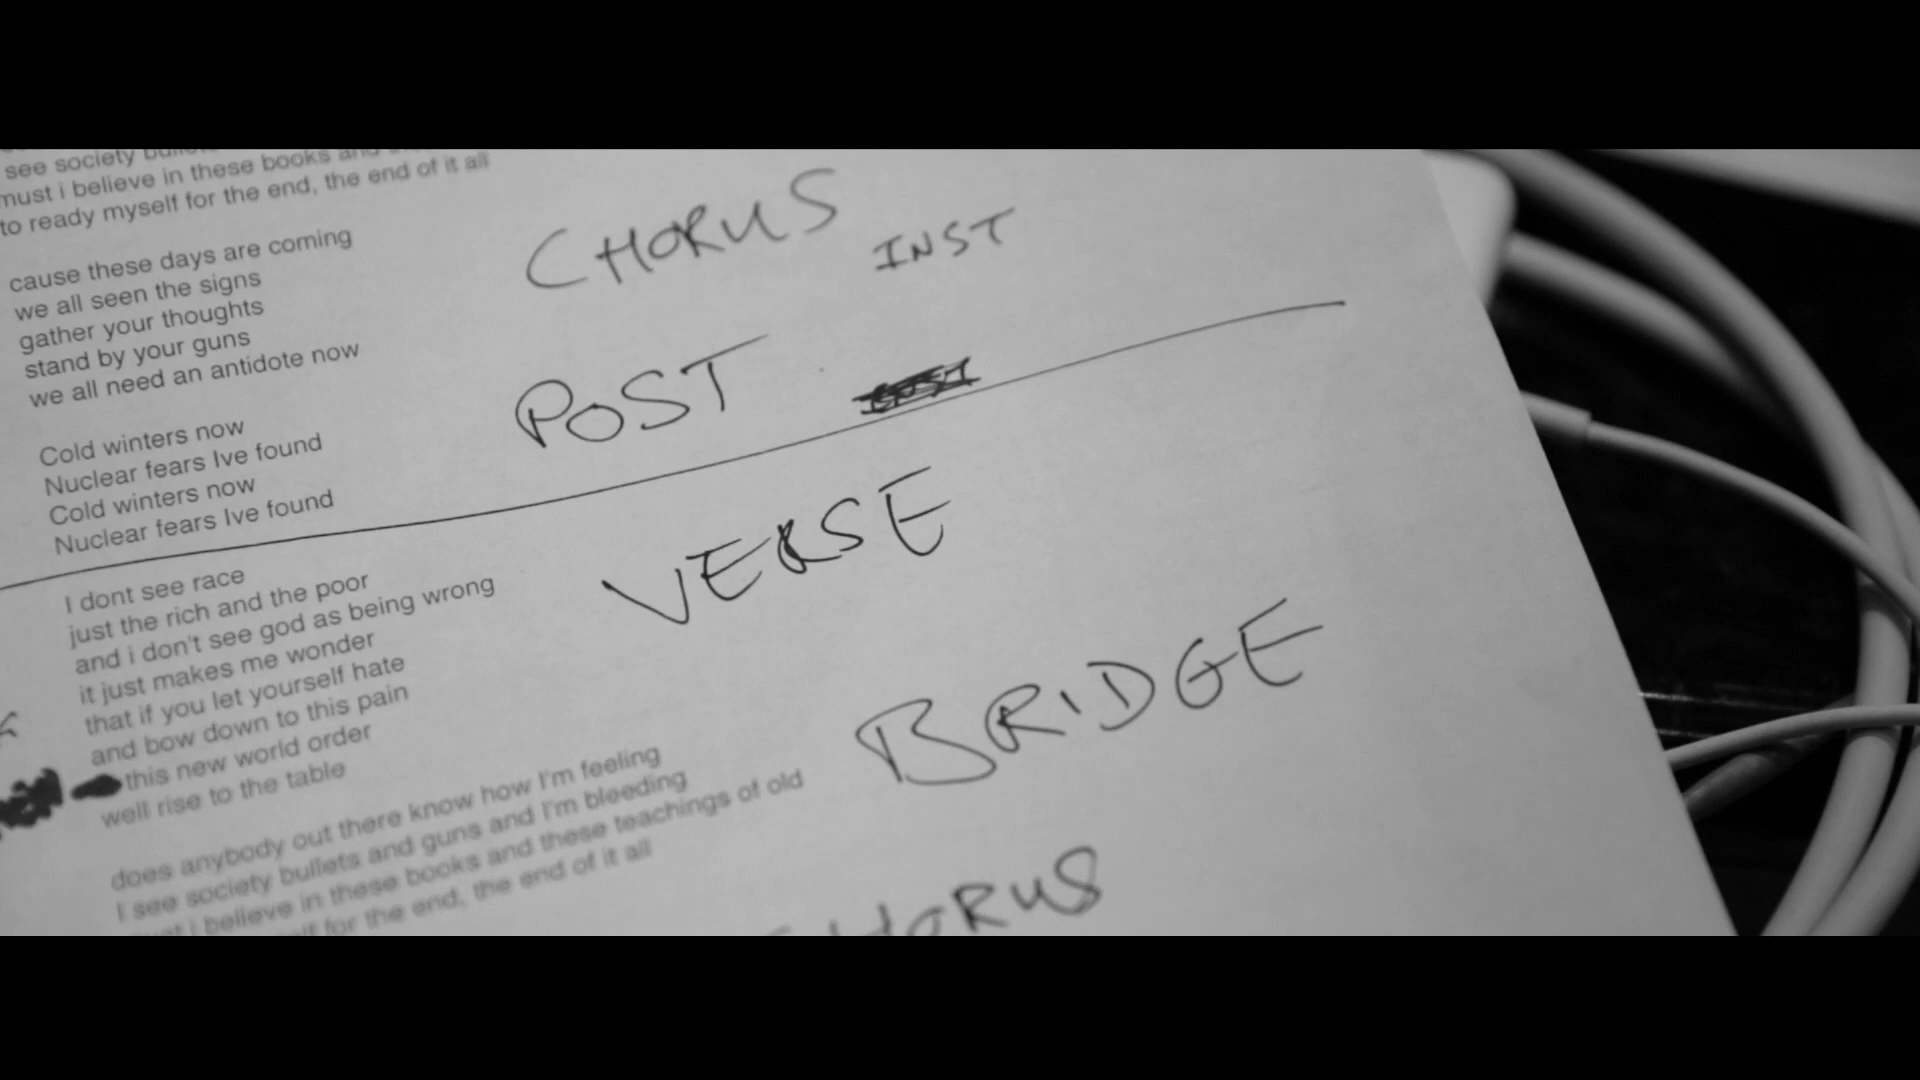 see society
must i believe in these books and
to ready myself for the end, the end of it all
CHORUS
INST
cause these days are coming
we all seen the signs
gather your thoughts
stand by your guns
we all need an antidote now
POST
Cold winters now
Nuclear fears Ive found
Cold winters now
Nuclear fears Ive found
VERSE
I dont see race
just the rich and the poor
and i don't see god as being wrong
it just makes me wonder
that if you let yourself hate
and bow down to this pain
this new world order
well rise to the table
BRIDGE
does anybody out there know how I'm feeling
I see society bullets and guns and I'm bleeding
i believe in these books and these teachings of old
for the end, the end of it all
CHORUS